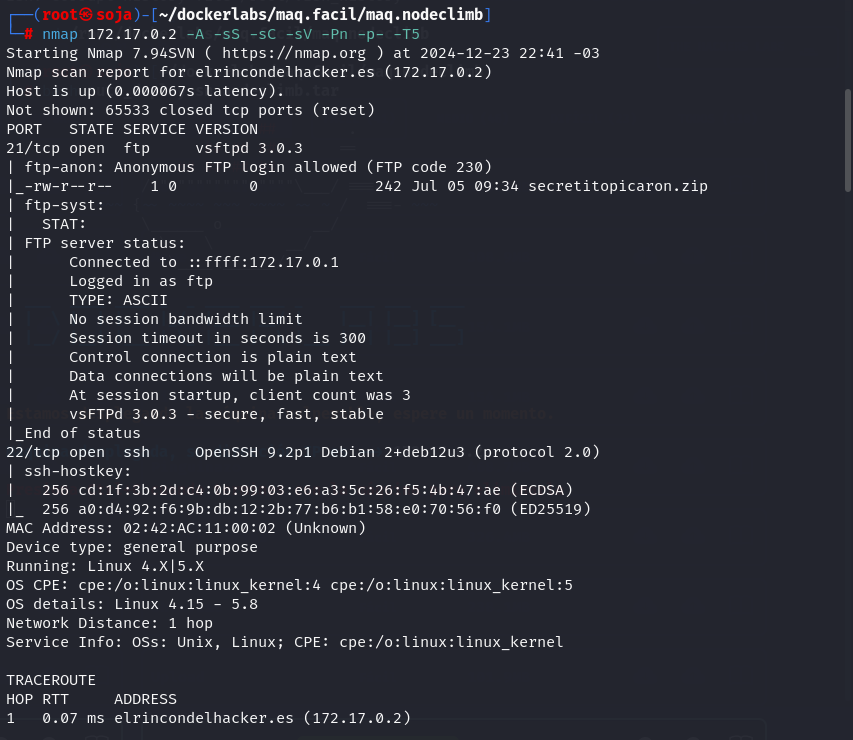 ┌──(root㉿soja)-[~/dockerlabs/maq.facil/maq.nodeclimb]
└─# nmap 172.17.0.2 -A -sS -sC -sV -Pn -p- -T5
Starting Nmap 7.94SVN ( https://nmap.org ) at 2024-12-23 22:41 -03
Nmap scan report for elrincondelhacker.es (172.17.0.2)
Host is up (0.000067s latency).
Not shown: 65533 closed tcp ports (reset)
PORT   STATE SERVICE VERSION
21/tcp open  ftp     vsftpd 3.0.3
| ftp-anon: Anonymous FTP login allowed (FTP code 230)
|_-rw-r--r--    1 0        0             242 Jul 05 09:34 secretitopicaron.zip
| ftp-syst:
|   STAT:
| FTP server status:
|      Connected to ::ffff:172.17.0.1
|      Logged in as ftp
|      TYPE: ASCII
|      No session bandwidth limit
|      Session timeout in seconds is 300
|      Control connection is plain text
|      Data connections will be plain text
|      At session startup, client count was 3
|      vsFTPd 3.0.3 - secure, fast, stable
|_End of status
22/tcp open  ssh     OpenSSH 9.2p1 Debian 2+deb12u3 (protocol 2.0)
| ssh-hostkey:
|   256 cd:1f:3b:2d:c4:0b:99:03:e6:a3:5c:26:f5:4b:47:ae (ECDSA)
|_  256 a0:d4:92:f6:9b:db:12:2b:77:b6:b1:58:e0:70:56:f0 (ED25519)
MAC Address: 02:42:AC:11:00:02 (Unknown)
Device type: general purpose
Running: Linux 4.X|5.X
OS CPE: cpe:/o:linux:linux_kernel:4 cpe:/o:linux:linux_kernel:5
OS details: Linux 4.15 - 5.8
Network Distance: 1 hop
Service Info: OSs: Unix, Linux; CPE: cpe:/o:linux:linux_kernel

TRACEROUTE
HOP RTT     ADDRESS
1   0.07 ms elrincondelhacker.es (172.17.0.2)